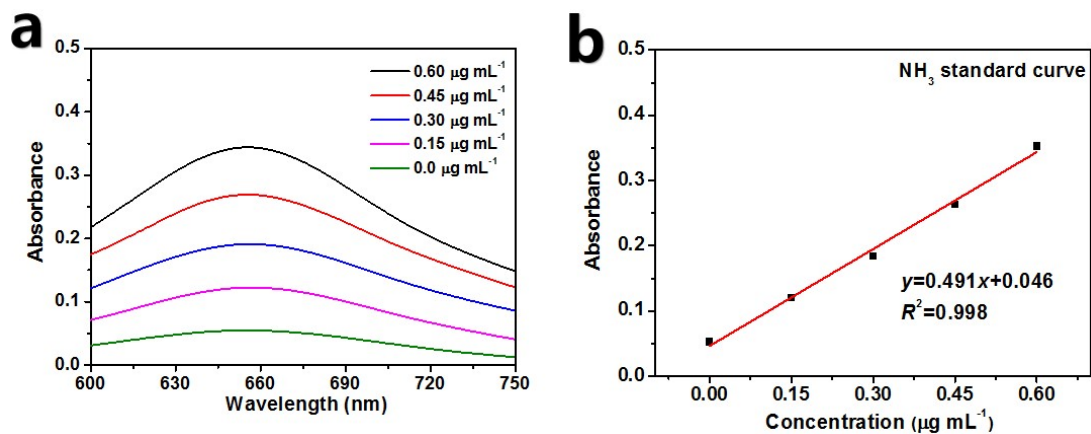 a
0.5
0.4
0.3
0.2
0.1
0.0
Absorbance
600 630 660 690 720 750
Wavelength (nm)
0.60 μg mL⁻¹
0.45 μg mL⁻¹
0.30 μg mL⁻¹
0.15 μg mL⁻¹
0.0 μg mL⁻¹
b
0.5
0.4
0.3
0.2
0.1
0.0
Absorbance
0.00 0.15 0.30 0.45 0.60
Concentration (μg mL⁻¹)
NH₃ standard curve
y=0.491x+0.046
R²=0.998